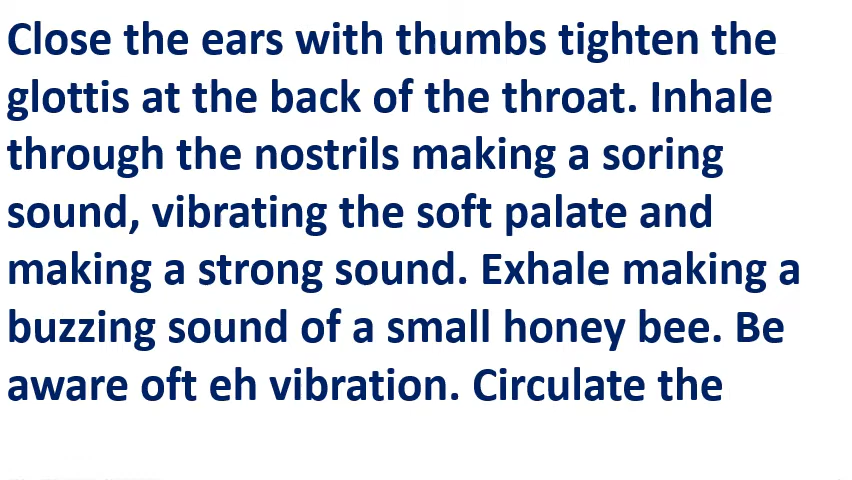 Close the ears with thumbs tighten the
glottis at the back of the throat. Inhale
through the nostrils making a soring
sound, vibrating the soft palate and
making a strong sound. Exhale making a
buzzing sound of a small honey bee. Be
aware oft eh vibration. Circulate the